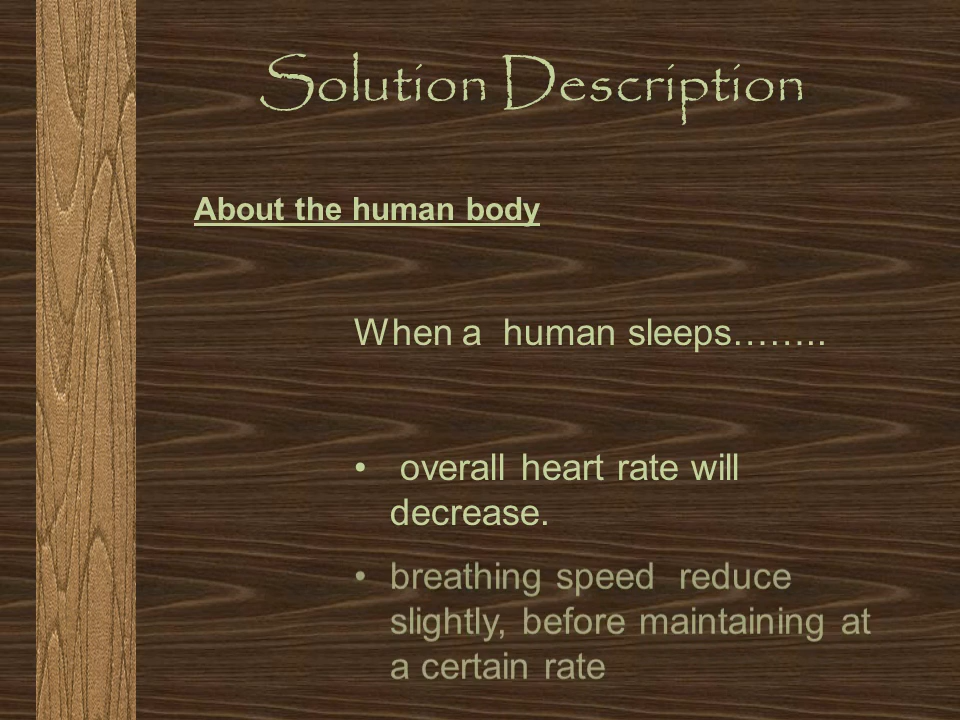 Solution Description
About the human body
When a  human sleeps……..
•  overall heart rate will
decrease.
• breathing speed  reduce
slightly, before maintaining at
a certain rate